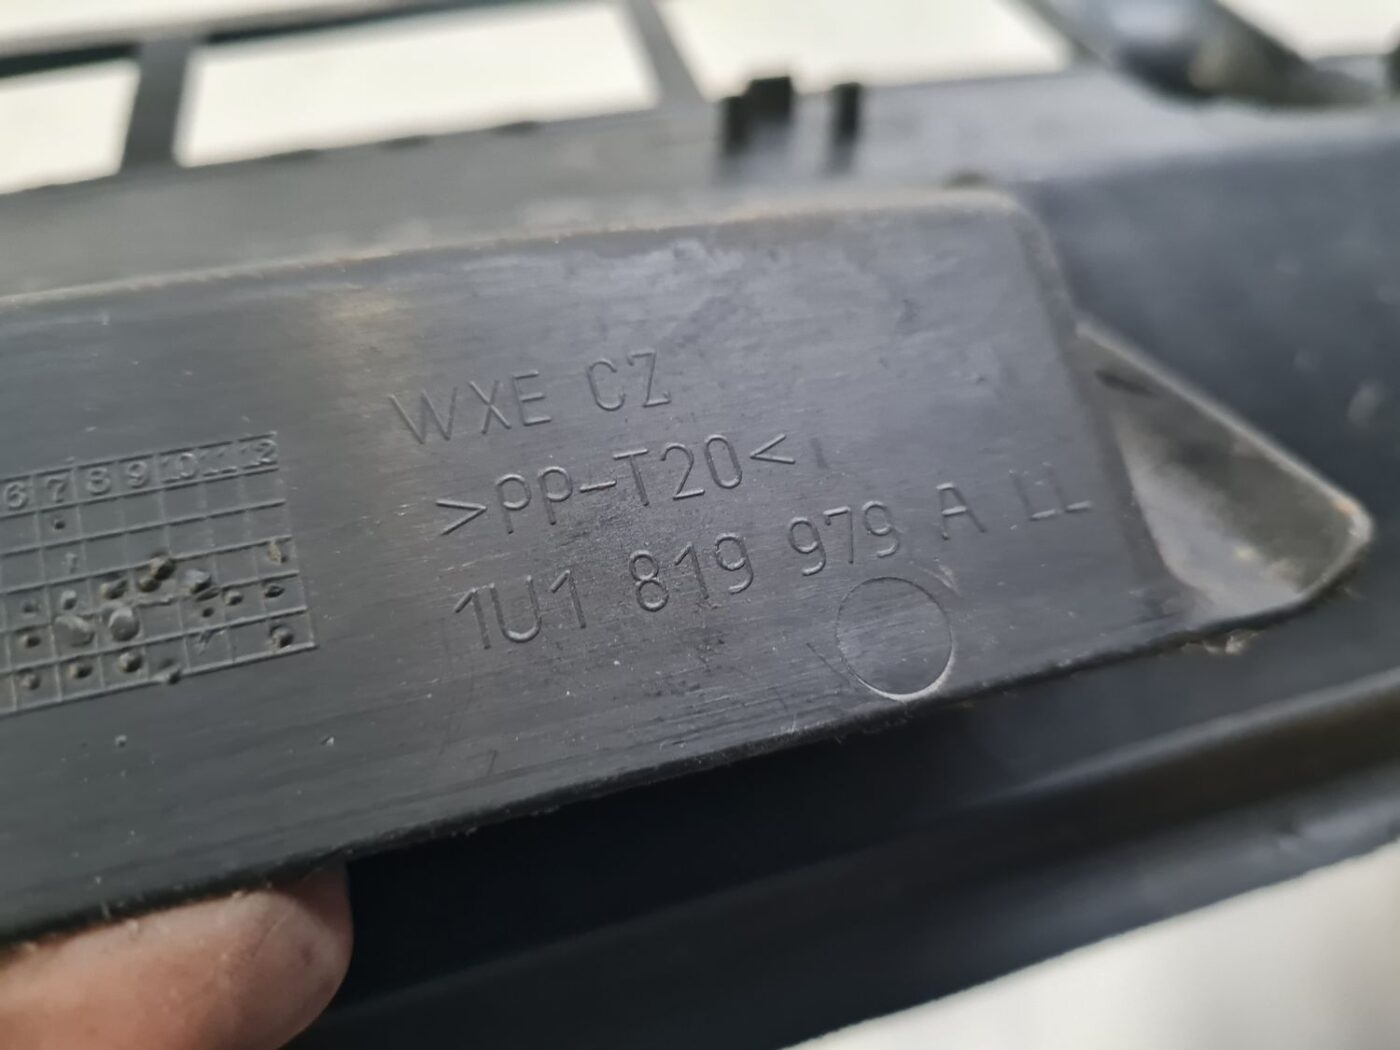 WXE CZ
>PP-T20<
1U1 819 979 A LL
6 7 8 9 10 11 12